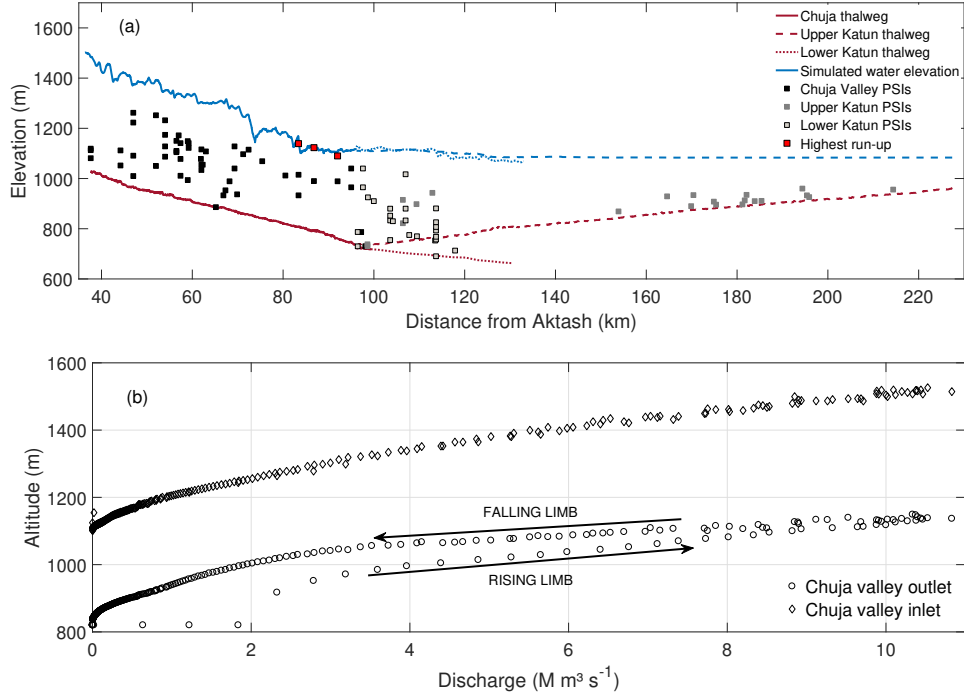 (a)
Chuja thalweg
Upper Katun thalweg
Lower Katun thalweg
Simulated water elevation
Chuja Valley PSIs
Upper Katun PSIs
Lower Katun PSIs
Highest run-up
Elevation (m)
1600
1400
1200
1000
800
600
40 60 80 100 120 140 160 180 200 220
Distance from Aktash (km)
(b)
Altitude (m)
1600
1400
1200
1000
800
FALLING LIMB
RISING LIMB
Chuja valley outlet
Chuja valley inlet
0 2 4 6 8 10
Discharge (M m³ s⁻¹)